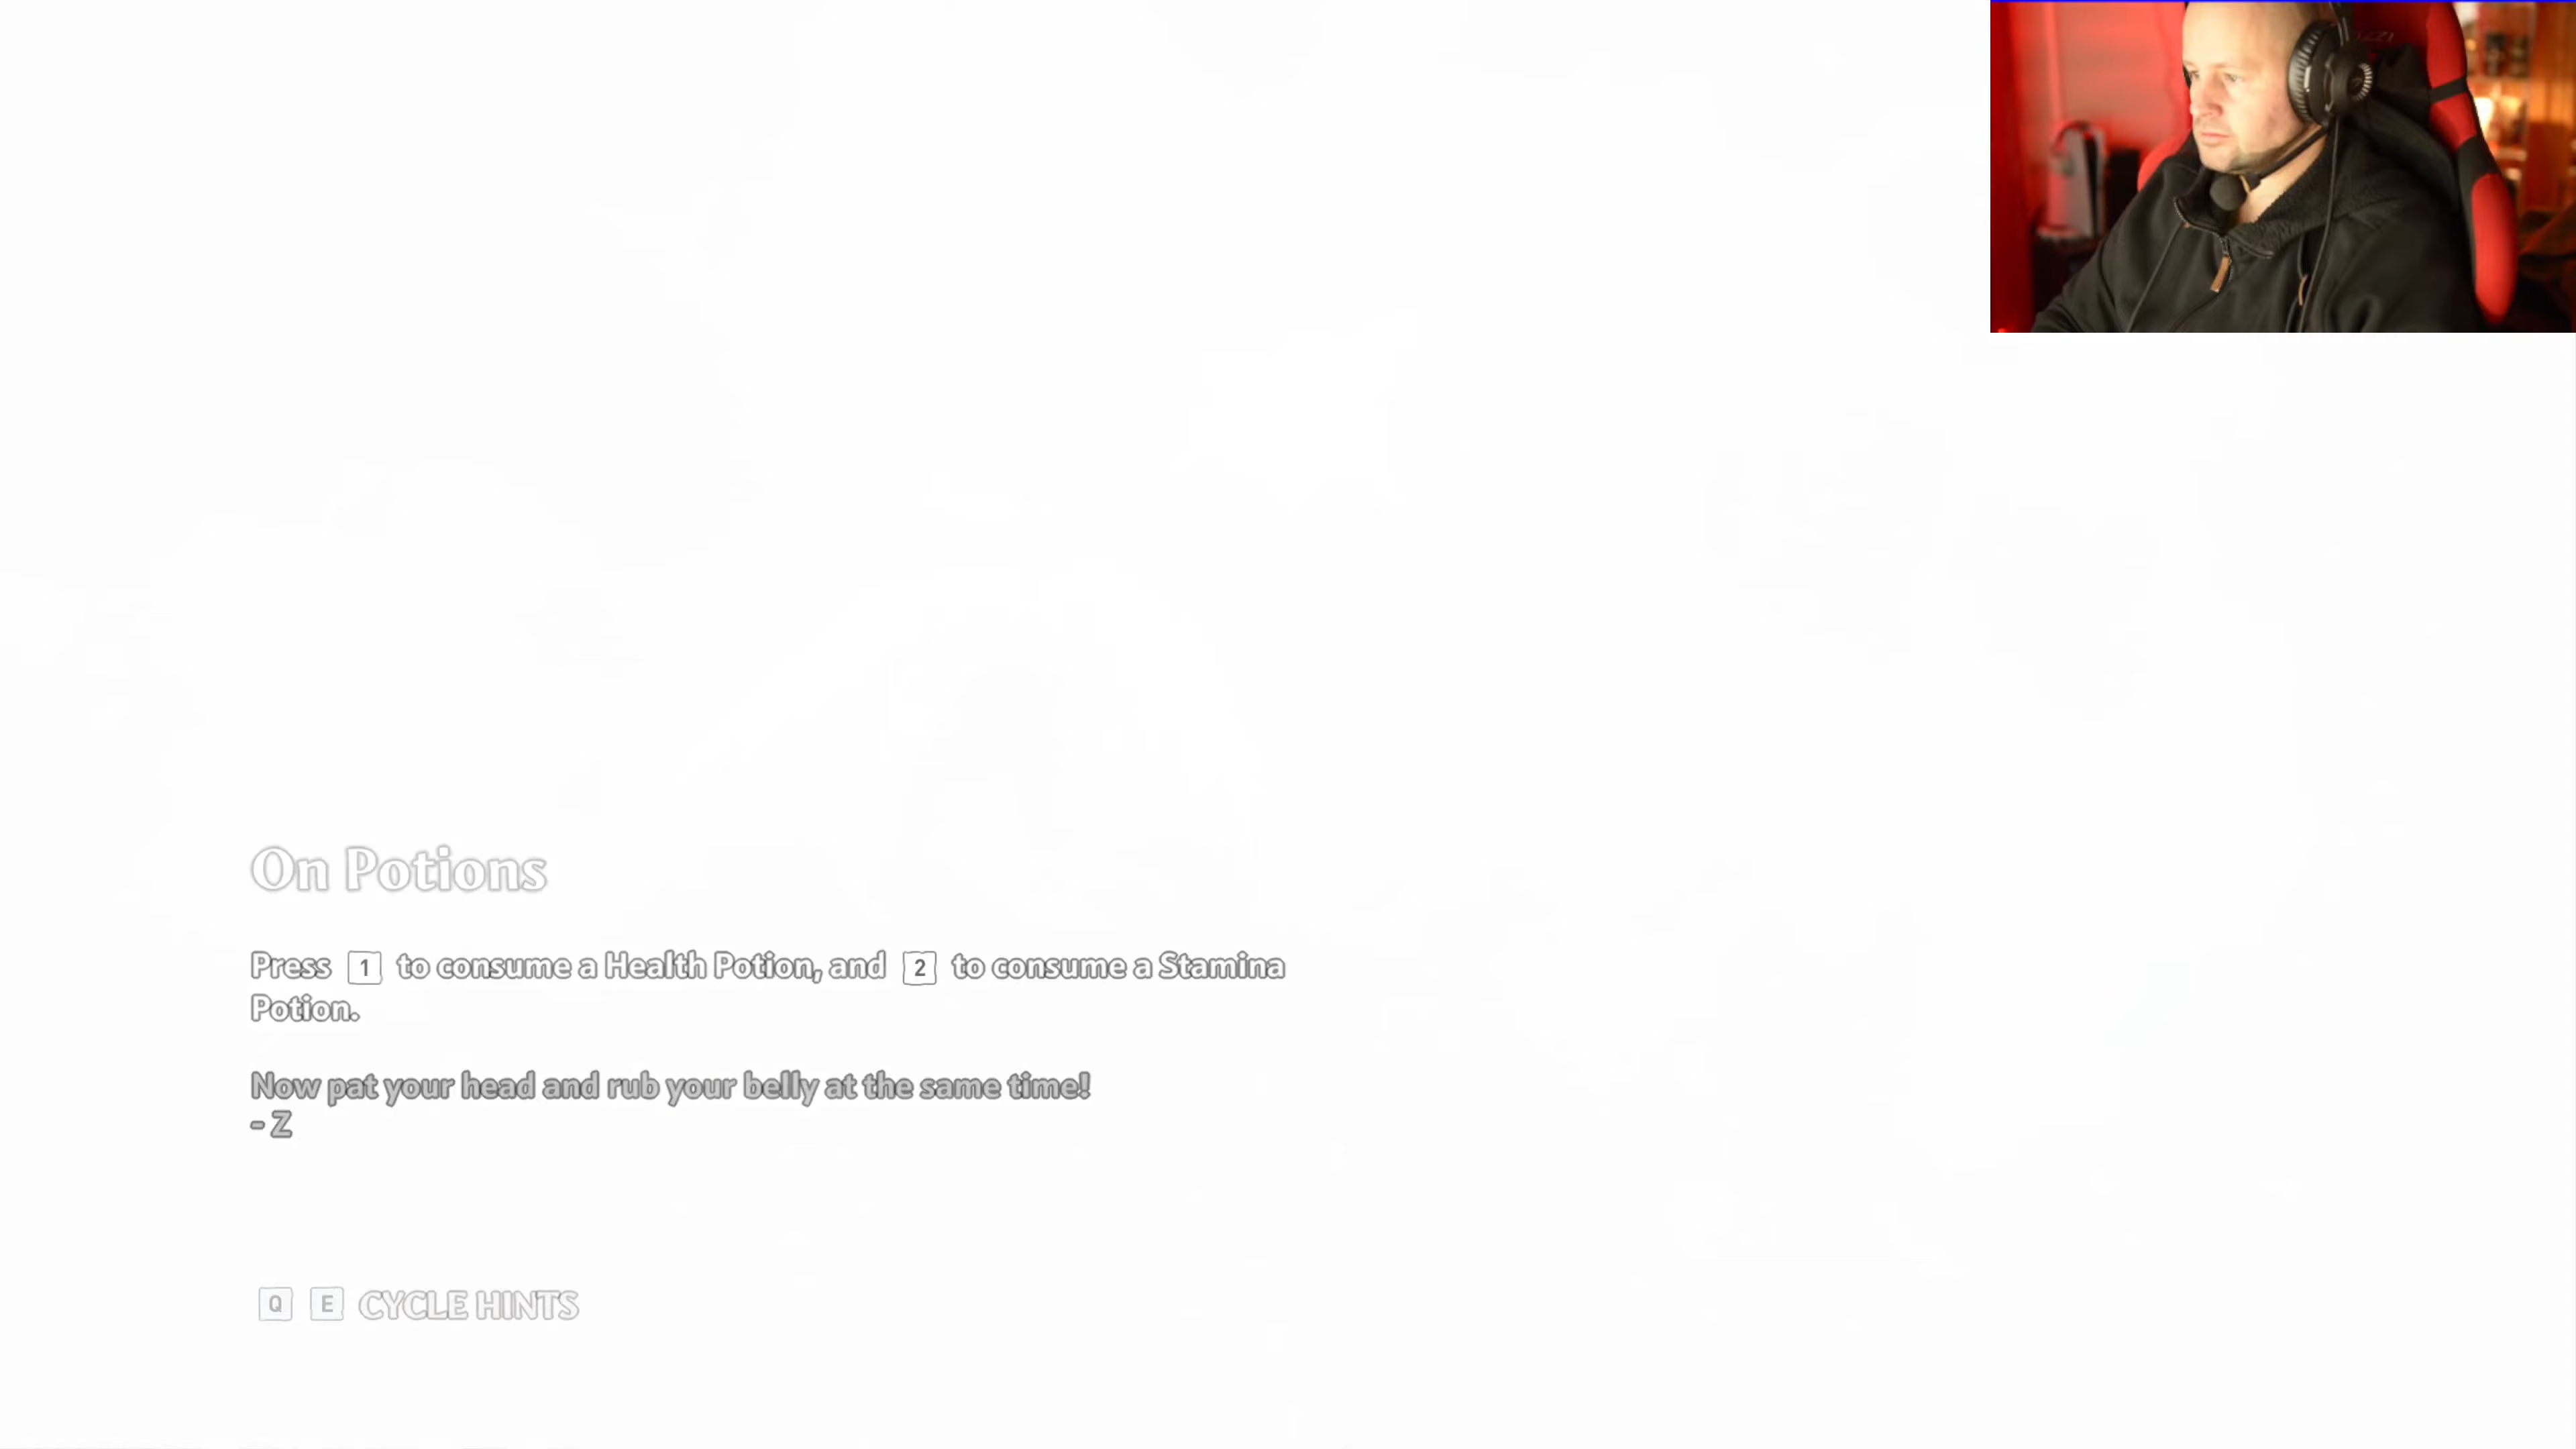 On Potions
Press 1 to consume a Health Potion, and 2 to consume a Stamina
Potion.
Now pat your head and rub your belly at the same time!
- Z
Q E CYCLE HINTS